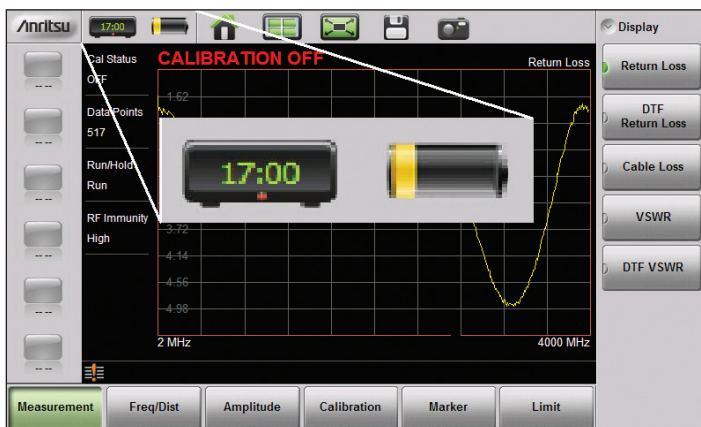 Anritsu
17:00
Display
Cal Status
OFF
CALIBRATION OFF
Return Loss
-1.62
Data Points
517
17:00
Run/Hold
Run
RF Immunity
High
-3.72
-4.14
-4.56
-4.98
2 MHz
4000 MHz
-- --
-- --
-- --
-- --
-- --
-- --
Return Loss
DTF
Return Loss
Cable Loss
VSWR
DTF VSWR
Measurement
Freq/Dist
Amplitude
Calibration
Marker
Limit